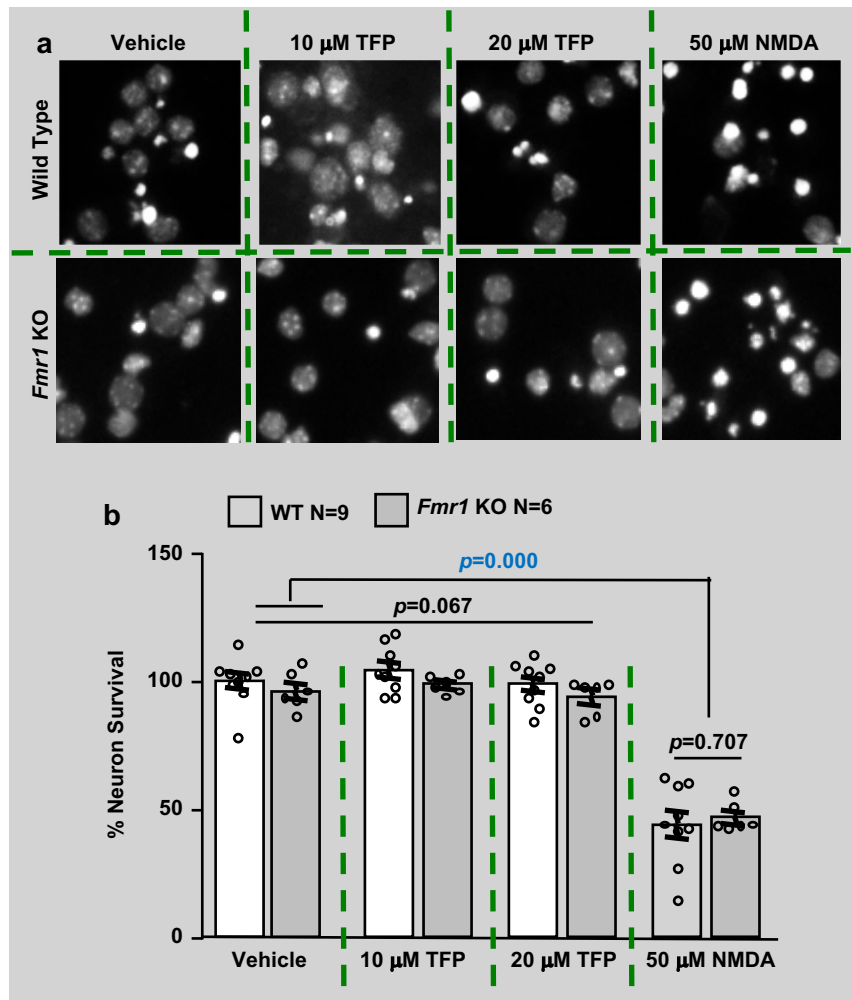 a
Vehicle 10 μM TFP 20 μM TFP 50 μM NMDA
Wild Type
Fmr1 KO
b
WT N=9 Fmr1 KO N=6
150
p=0.000
p=0.067
100
p=0.707
50
0
% Neuron Survival
Vehicle 10 μM TFP 20 μM TFP 50 μM NMDA